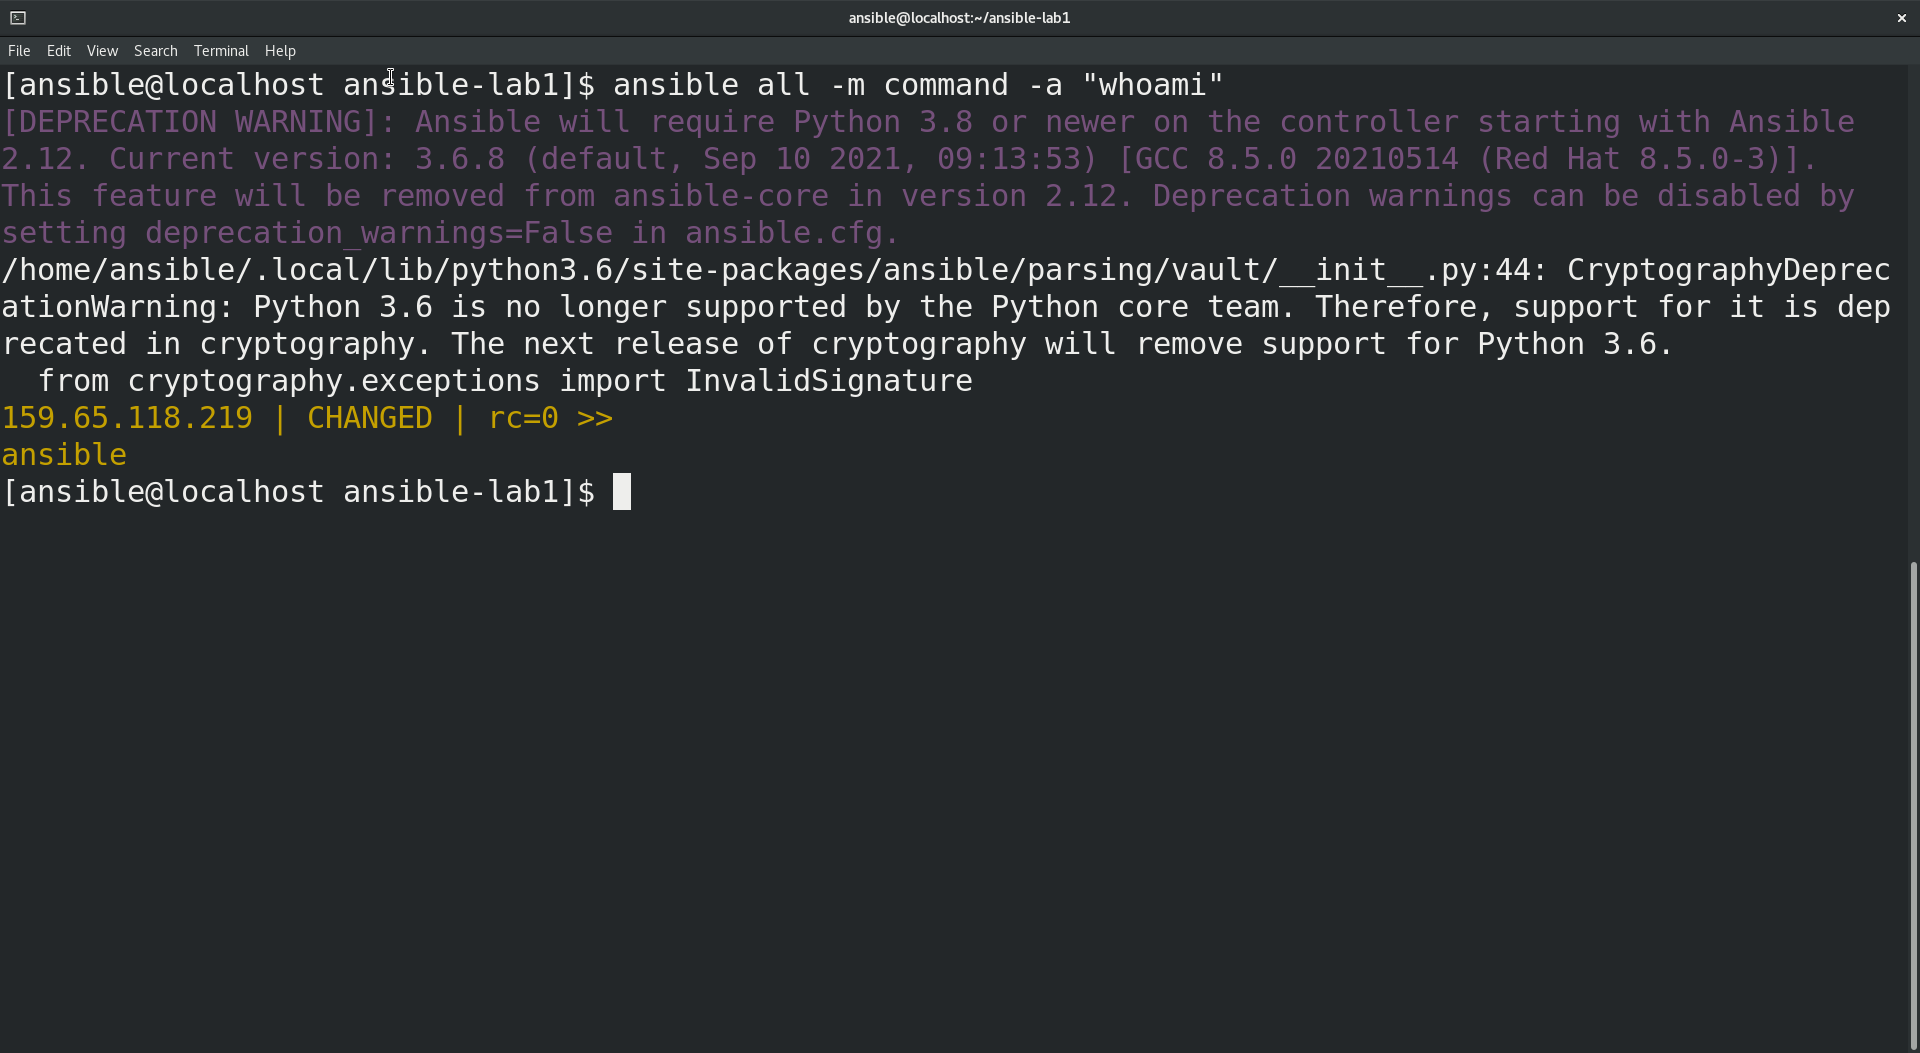 ansible@localhost:~/ansible-lab1
File Edit View Search Terminal Help
[ansible@localhost ansible-lab1]$ ansible all -m command -a "whoami"
[DEPRECATION WARNING]: Ansible will require Python 3.8 or newer on the controller starting with Ansible
2.12. Current version: 3.6.8 (default, Sep 10 2021, 09:13:53) [GCC 8.5.0 20210514 (Red Hat 8.5.0-3)].
This feature will be removed from ansible-core in version 2.12. Deprecation warnings can be disabled by
setting deprecation_warnings=False in ansible.cfg.
/home/ansible/.local/lib/python3.6/site-packages/ansible/parsing/vault/__init__.py:44: CryptographyDeprec
ationWarning: Python 3.6 is no longer supported by the Python core team. Therefore, support for it is dep
recated in cryptography. The next release of cryptography will remove support for Python 3.6.
  from cryptography.exceptions import InvalidSignature
159.65.118.219 | CHANGED | rc=0 >>
ansible
[ansible@localhost ansible-lab1]$